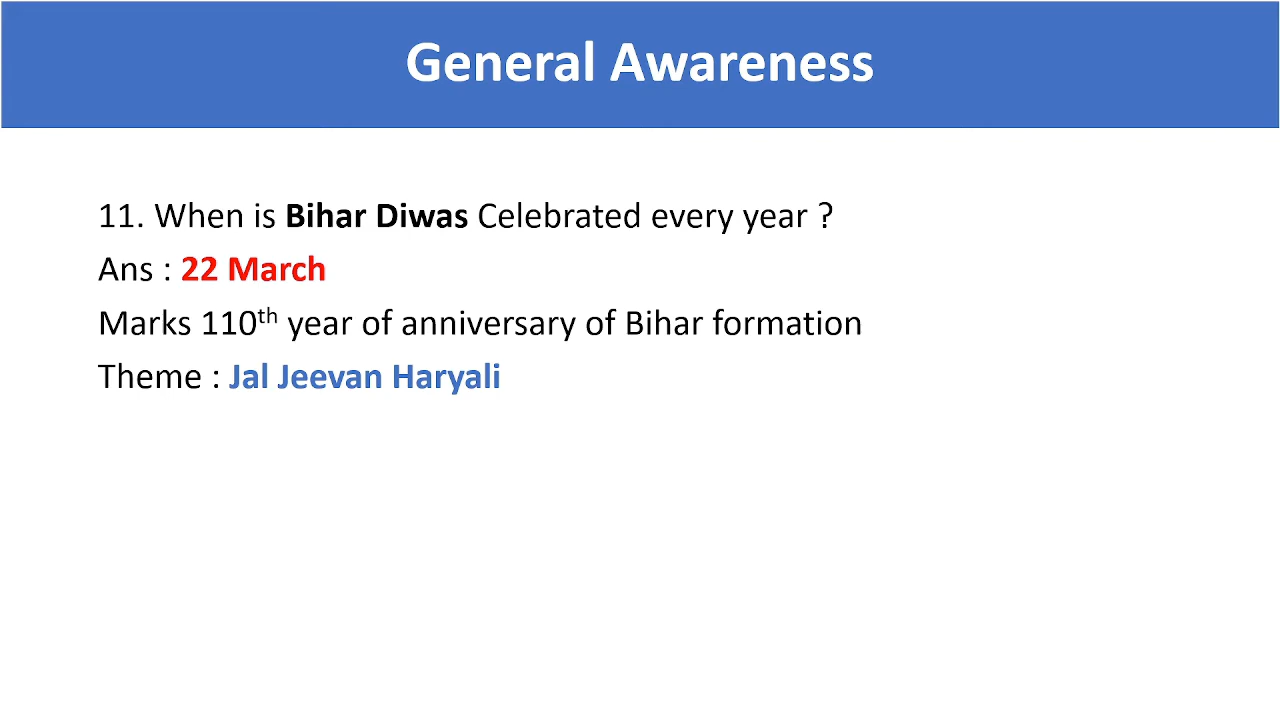 General Awareness
11. When is Bihar Diwas Celebrated every year ?
Ans : 22 March
Marks 110th year of anniversary of Bihar formation
Theme : Jal Jeevan Haryali